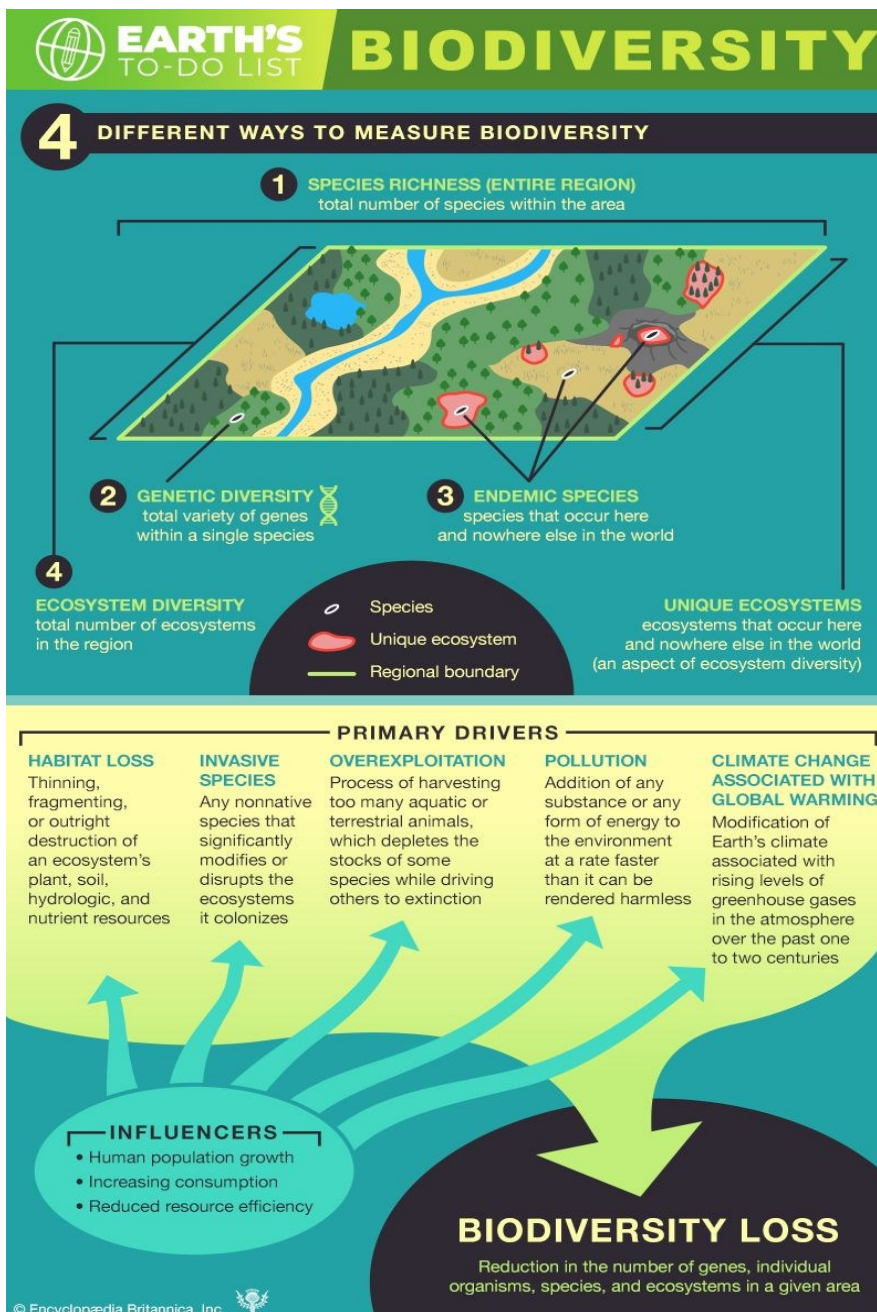 EARTH'S
TO-DO LIST
BIODIVERSITY
4
DIFFERENT WAYS TO MEASURE BIODIVERSITY
1
SPECIES RICHNESS (ENTIRE REGION)
total number of species within the area
2
GENETIC DIVERSITY
total variety of genes
within a single species
3
ENDEMIC SPECIES
species that occur here
and nowhere else in the world
4
ECOSYSTEM DIVERSITY
total number of ecosystems
in the region
Species
Unique ecosystem
Regional boundary
UNIQUE ECOSYSTEMS
ecosystems that occur here
and nowhere else in the world
(an aspect of ecosystem diversity)
PRIMARY DRIVERS
HABITAT LOSS
Thinning,
fragmenting,
or outright
destruction of
an ecosystem's
plant, soil,
hydrologic, and
nutrient resources
INVASIVE
SPECIES
Any nonnative
species that
significantly
modifies or
disrupts the
ecosystems
it colonizes
OVEREXPLOITATION
Process of harvesting
too many aquatic or
terrestrial animals,
which depletes the
stocks of some
species while driving
others to extinction
POLLUTION
Addition of any
substance or any
form of energy to
the environment
at a rate faster
than it can be
rendered harmless
CLIMATE CHANGE
ASSOCIATED WITH
GLOBAL WARMING
Modification of
Earth's climate
associated with
rising levels of
greenhouse gases
in the atmosphere
over the past one
to two centuries
INFLUENCERS
• Human population growth
• Increasing consumption
• Reduced resource efficiency
BIODIVERSITY LOSS
Reduction in the number of genes, individual
organisms, species, and ecosystems in a given area
© Encyclopædia Britannica, Inc.